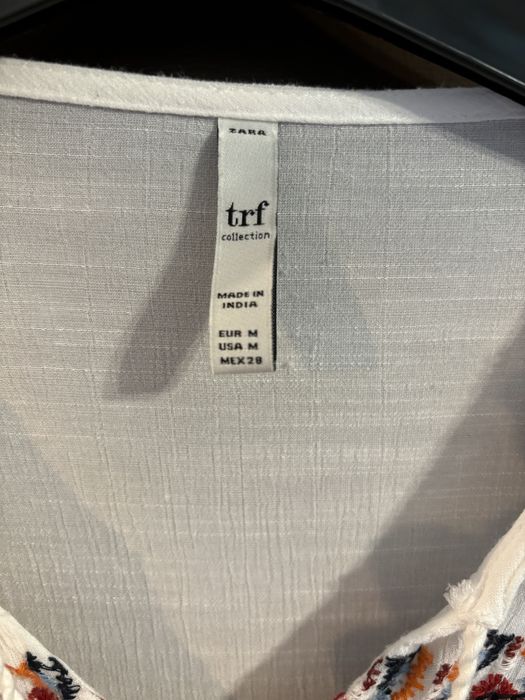 ZARA
trf
collection
MADE IN
INDIA
EUR M
USA M
MEX 28